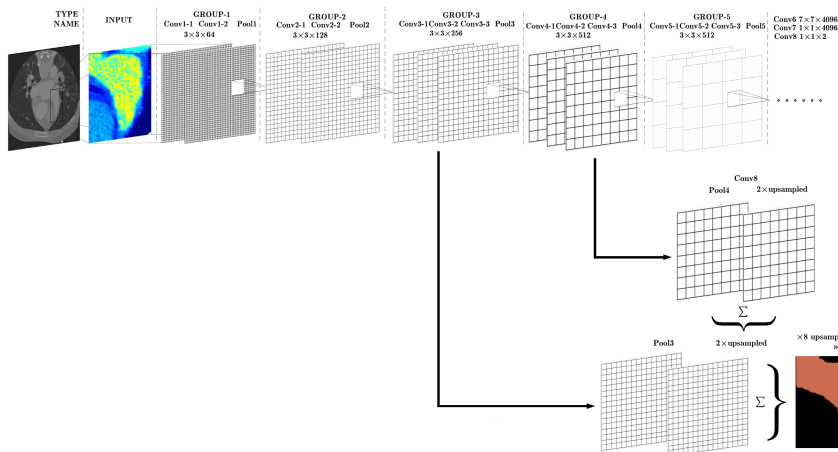 TYPE
NAME
INPUT
GROUP-1
Conv1-1 Conv1-2 Pool1
3×3×64
GROUP-2
Conv2-1 Conv2-2 Pool2
3×3×128
GROUP-3
Conv3-1Conv3-2 Conv3-3 Pool3
3×3×256
GROUP-4
Conv4-1Conv4-2 Conv4-3 Pool4
3×3×512
GROUP-5
Conv5-1Conv5-2 Conv5-3 Pool5
3×3×512
Conv6 7×7×4096
Conv7 1×1×4096
Conv8 1×1×2
Conv8
Pool4 2×upsampled
Σ
Pool3 2×upsampled
Σ
×8 upsamp
s